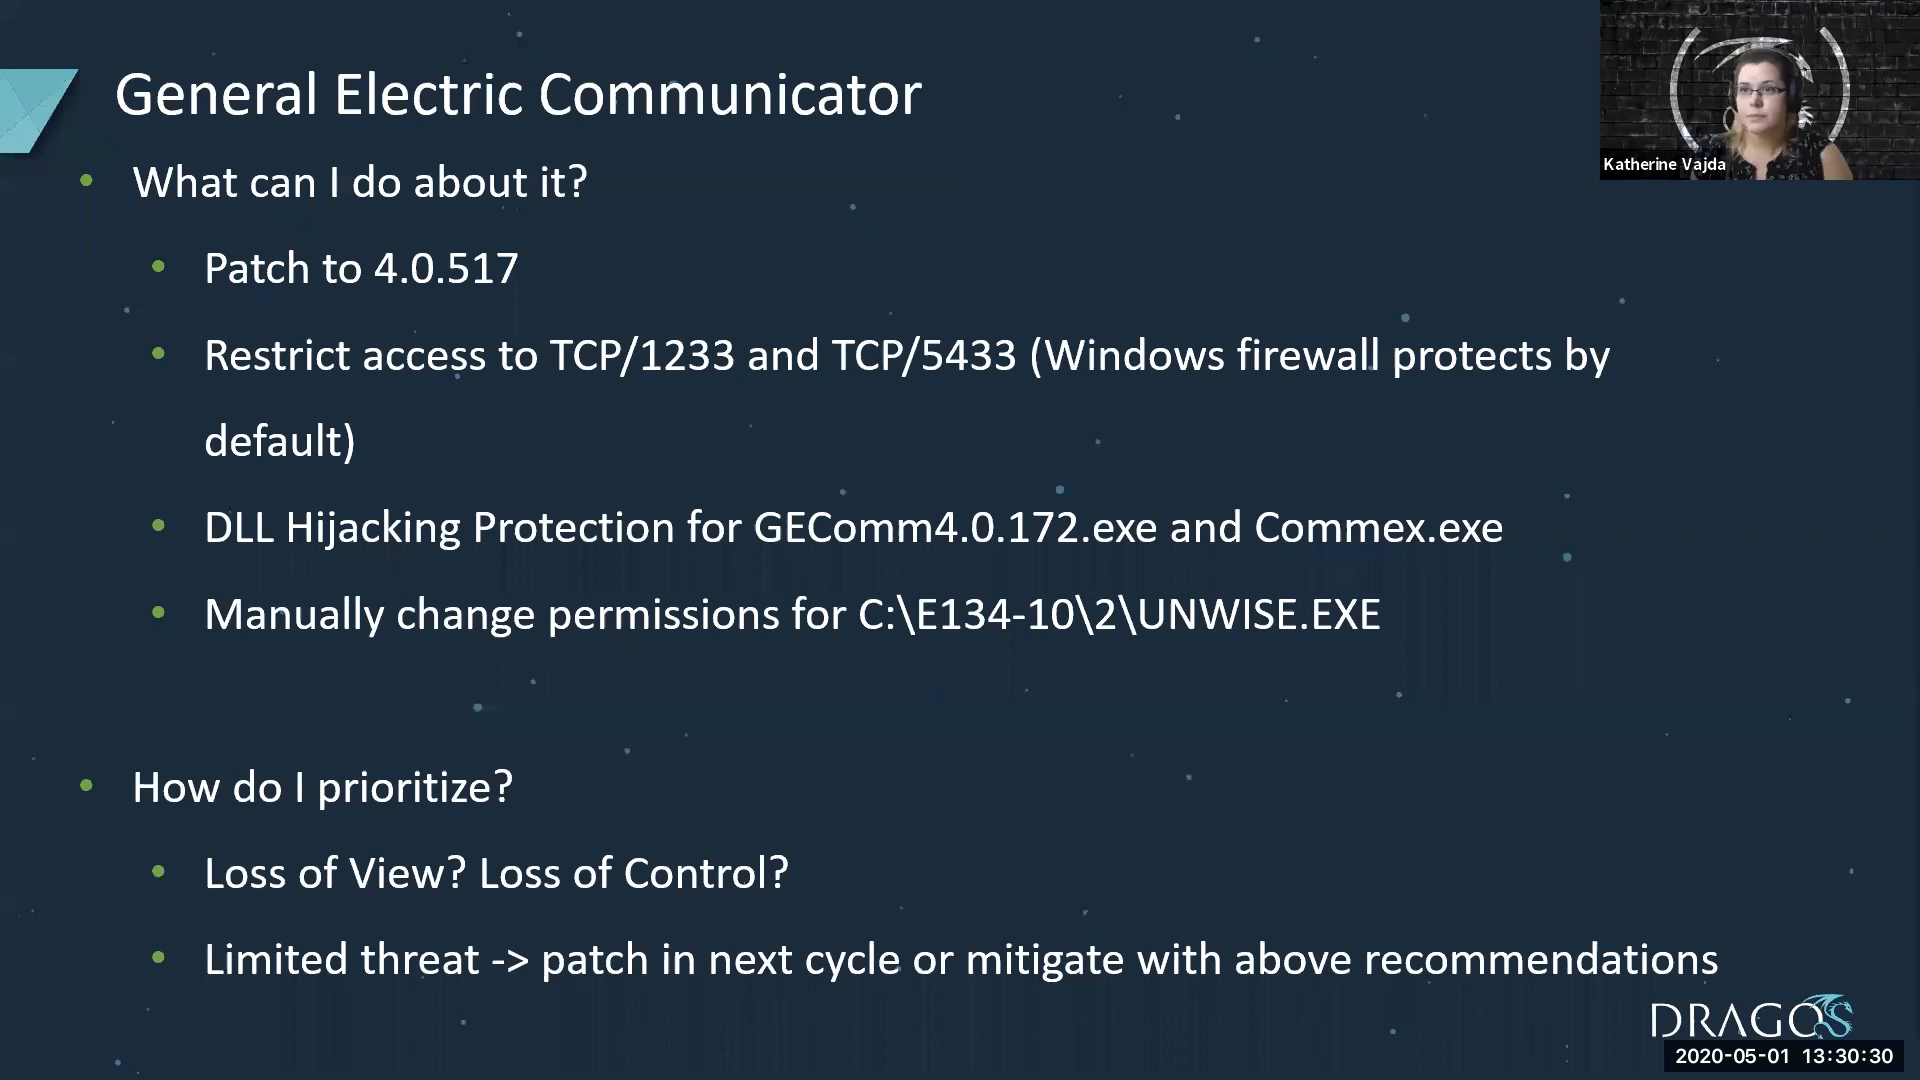 General Electric Communicator
Katherine Vajda
• What can I do about it?
• Patch to 4.0.517
• Restrict access to TCP/1233 and TCP/5433 (Windows firewall protects by
default)
• DLL Hijacking Protection for GEComm4.0.172.exe and Commex.exe
• Manually change permissions for C:\E134-10\2\UNWISE.EXE
• How do I prioritize?
• Loss of View? Loss of Control?
• Limited threat -> patch in next cycle or mitigate with above recommendations
DRAGOS
2020-05-01 13:30:30